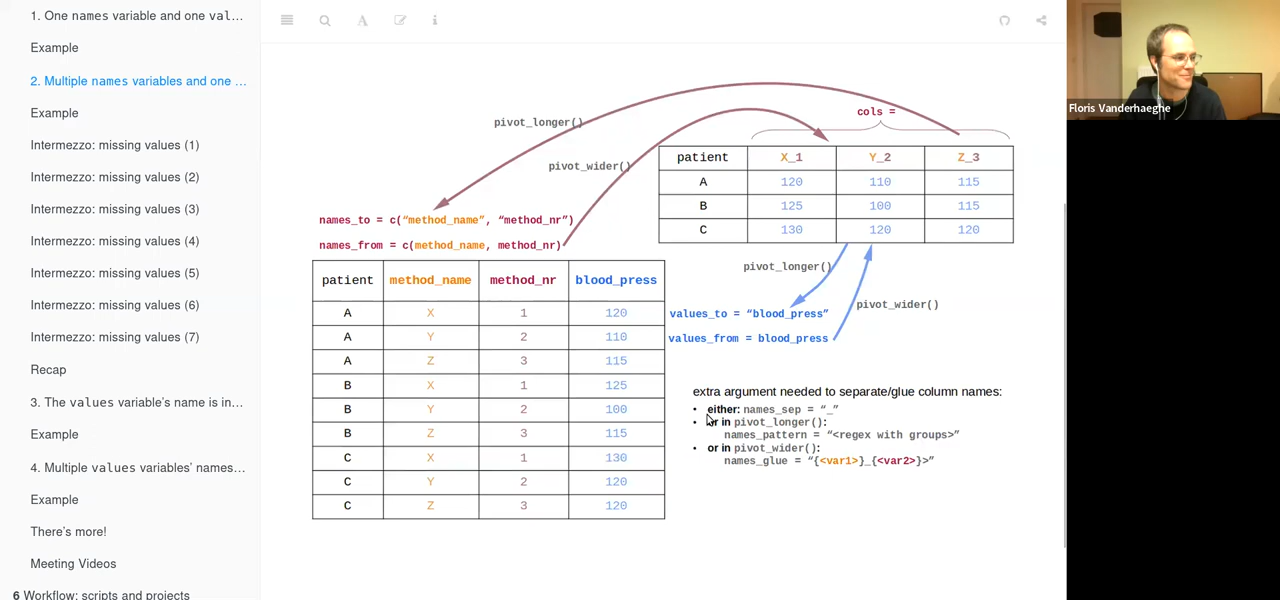 1. One names variable and one val…
Example
2. Multiple names variables and one …
Example
Intermezzo: missing values (1)
Intermezzo: missing values (2)
Intermezzo: missing values (3)
Intermezzo: missing values (4)
Intermezzo: missing values (5)
Intermezzo: missing values (6)
Intermezzo: missing values (7)
Recap
3. The values variable’s name is in…
Example
4. Multiple values variables’ names…
Example
There’s more!
Meeting Videos
6 Workflow: scripts and projects
A
i
pivot_longer()
pivot_wider()
cols =
patient X_1 Y_2 Z_3
A 120 110 115
B 125 100 115
C 130 120 120
names_to = c(“method_name”, “method_nr”)
names_from = c(method_name, method_nr)
patient method_name method_nr blood_press
A X 1 120
A Y 2 110
A Z 3 115
B X 1 125
B Y 2 100
B Z 3 115
C X 1 130
C Y 2 120
C Z 3 120
pivot_longer()
pivot_wider()
values_to = “blood_press”
values_from = blood_press
extra argument needed to separate/glue column names:
• either: names_sep = “_”
• or in pivot_longer():
names_pattern = “<regex with groups>”
• or in pivot_wider():
names_glue = “{<var1>}_{<var2>}>”
Floris Vanderhaeghe